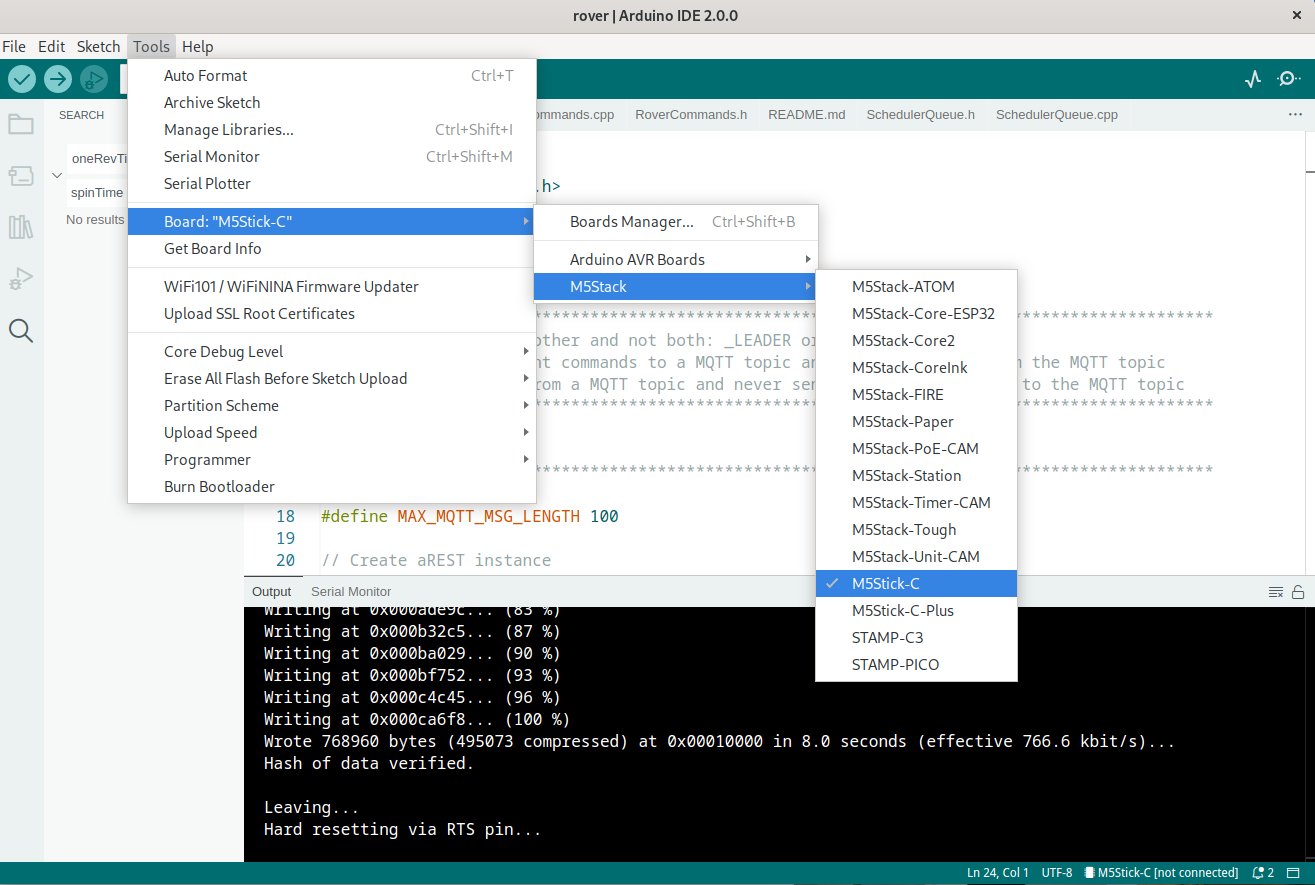 rover | Arduino IDE 2.0.0
File Edit Sketch Tools Help
SEARCH
oneRevTi
spinTime
No results
Auto Format Ctrl+T
Archive Sketch
Manage Libraries... Ctrl+Shift+I
Serial Monitor Ctrl+Shift+M
Serial Plotter
Board: "M5Stick-C"
Get Board Info
WiFi101 / WiFiNINA Firmware Updater
Upload SSL Root Certificates
Core Debug Level
Erase All Flash Before Sketch Upload
Partition Scheme
Upload Speed
Programmer
Burn Bootloader
Boards Manager... Ctrl+Shift+B
Arduino AVR Boards
M5Stack
M5Stack-ATOM
M5Stack-Core-ESP32
M5Stack-Core2
M5Stack-CoreInk
M5Stack-FIRE
M5Stack-Paper
M5Stack-PoE-CAM
M5Stack-Station
M5Stack-Timer-CAM
M5Stack-Tough
M5Stack-Unit-CAM
M5Stick-C
M5Stick-C-Plus
STAMP-C3
STAMP-PICO
ommands.cpp RoverCommands.h README.md SchedulerQueue.h SchedulerQueue.cpp
.h>
other and not both: _LEADER o
nt commands to a MQTT topic a the MQTT topic
rom a MQTT topic and never se to the MQTT topic
18 #define MAX_MQTT_MSG_LENGTH 100
19
20 // Create aREST instance
Output Serial Monitor
Writing at 0x000ade9c... (83 %)
Writing at 0x000b32c5... (87 %)
Writing at 0x000ba029... (90 %)
Writing at 0x000bf752... (93 %)
Writing at 0x000c4c45... (96 %)
Writing at 0x000ca6f8... (100 %)
Wrote 768960 bytes (495073 compressed) at 0x00010000 in 8.0 seconds (effective 766.6 kbit/s)...
Hash of data verified.
Leaving...
Hard resetting via RTS pin...
Ln 24, Col 1 UTF-8 M5Stick-C [not connected] 2